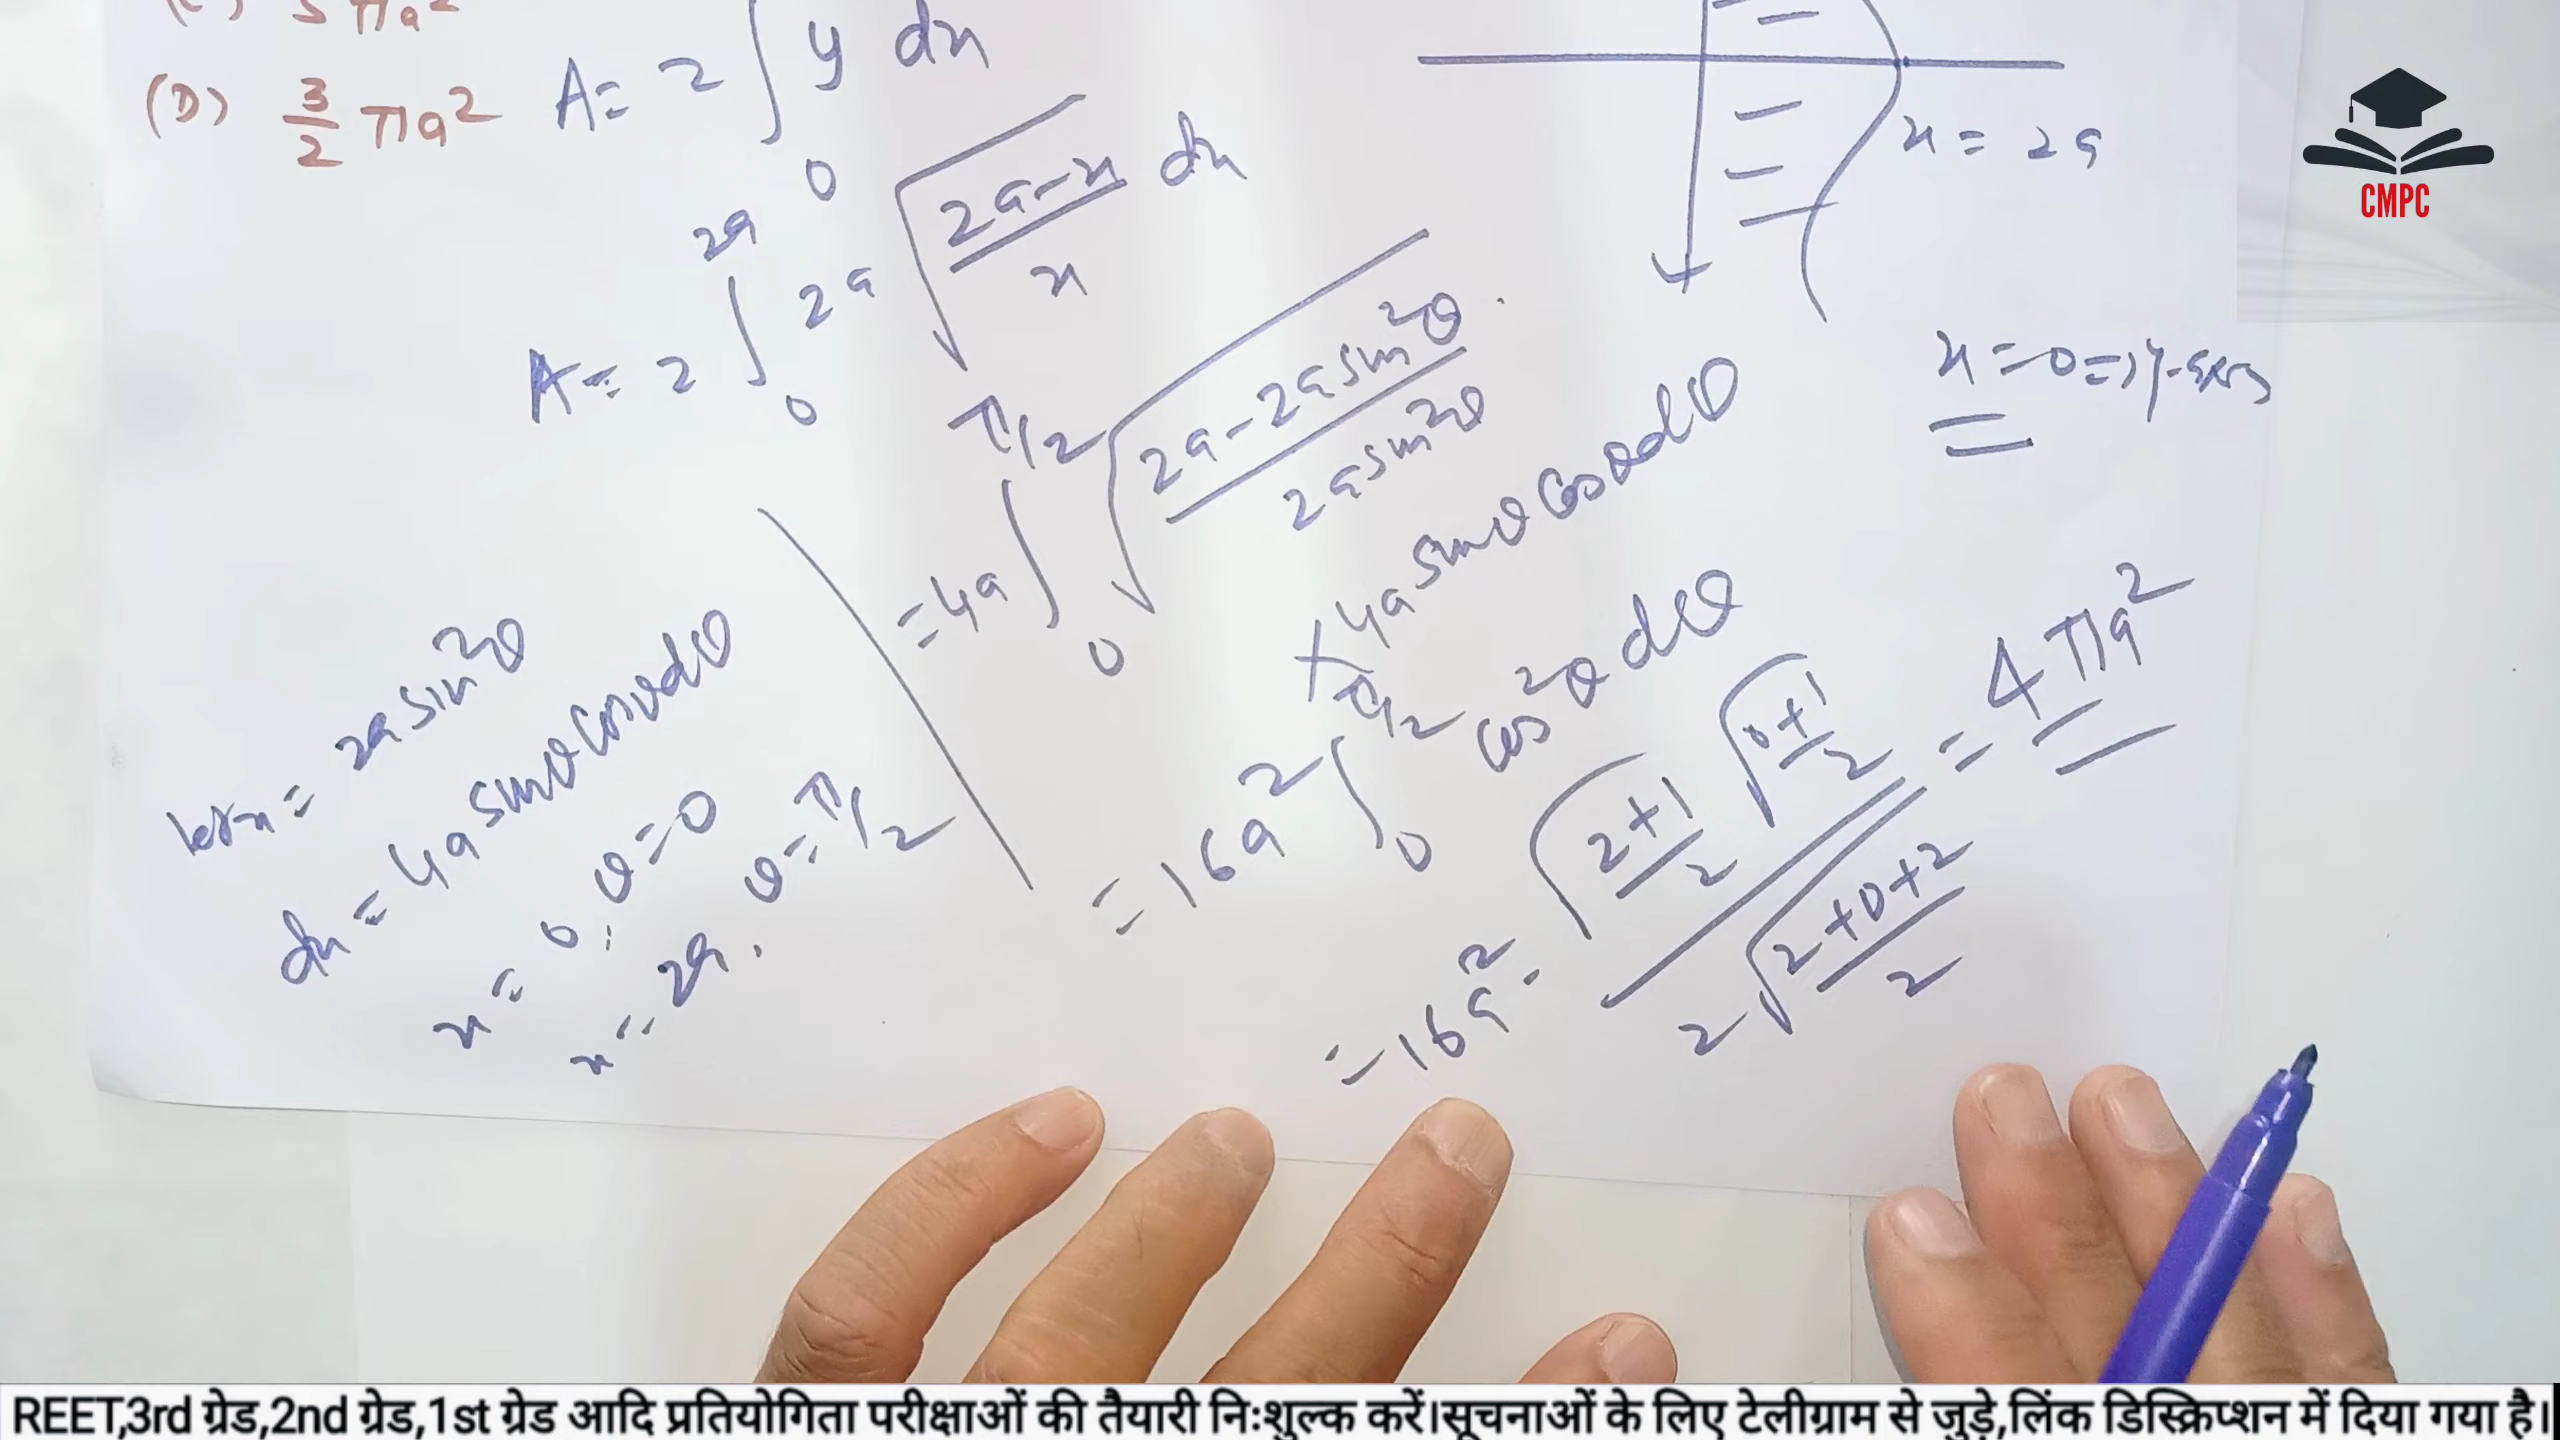 (C) 3 πa²
(D) 3/2 πa²
A = 2 ∫₀ y dx
x = 2a
A = 2 ∫₀^2a 2a √((2a-x)/x) dx
x = 0 => y-axis
= 4a ∫₀^π/2 √((2a-2a sin²θ)/(2a sin²θ)) × 4a sinθ cosθ dθ
let x = 2a sin²θ
dx = 4a sinθ cosθ dθ
x = 0, θ = 0
x = 2a, θ = π/2
= 16a² ∫₀^π/2 cos²θ dθ
= 16a² · (Γ((2+1)/2) Γ((0+1)/2))/(2 Γ((2+0+2)/2)) = 4πa²
CMPC
REET,3rd ग्रेड,2nd ग्रेड,1st ग्रेड आदि प्रतियोगिता परीक्षाओं की तैयारी निःशुल्क करें।सूचनाओं के लिए टेलीग्राम से जुड़े,लिंक डिस्क्रिप्शन में दिया गया है।